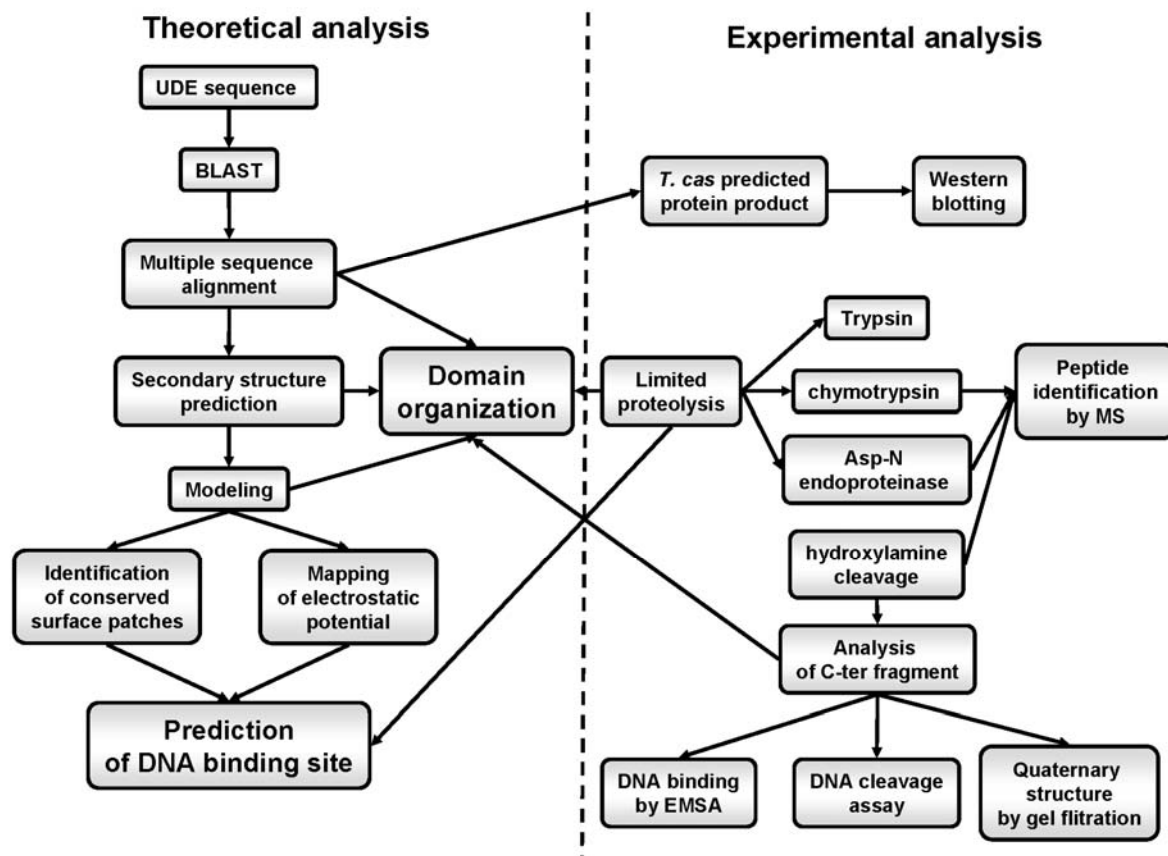 Theoretical analysis
UDE sequence
BLAST
Multiple sequence
alignment
Secondary structure
prediction
Domain
organization
Modeling
Identification
of conserved
surface patches
Mapping
of electrostatic
potential
Prediction
of DNA binding site
Experimental analysis
T. cas predicted
protein product
Western
blotting
Limited
proteolysis
Trypsin
chymotrypsin
Asp-N
endoproteinase
Peptide
identification
by MS
hydroxylamine
cleavage
Analysis
of C-ter fragment
DNA binding
by EMSA
DNA cleavage
assay
Quaternary
structure
by gel flitration